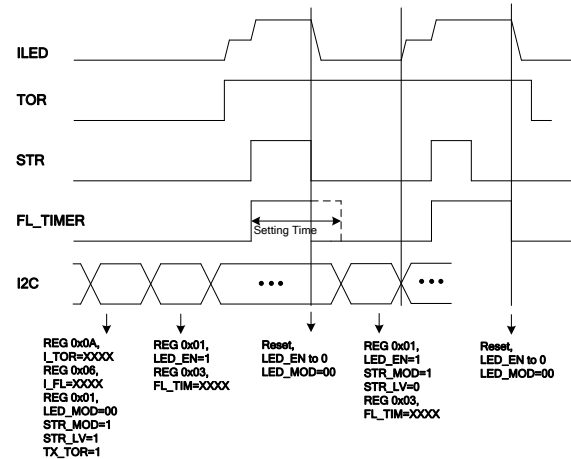 ILED
TOR
STR
FL_TIMER
Setting Time
I2C
REG 0x0A,
I_TOR=XXXX
REG 0x06,
I_FL=XXXX
REG 0x01,
LED_MOD=00
STR_MOD=1
STR_LV=1
TX_TOR=1
REG 0x01,
LED_EN=1
REG 0x03,
FL_TIM=XXXX
Reset,
LED_EN to 0
LED_MOD=00
REG 0x01,
LED_EN=1
STR_MOD=1
STR_LV=0
REG 0x03,
FL_TIM=XXXX
Reset,
LED_EN to 0
LED_MOD=00